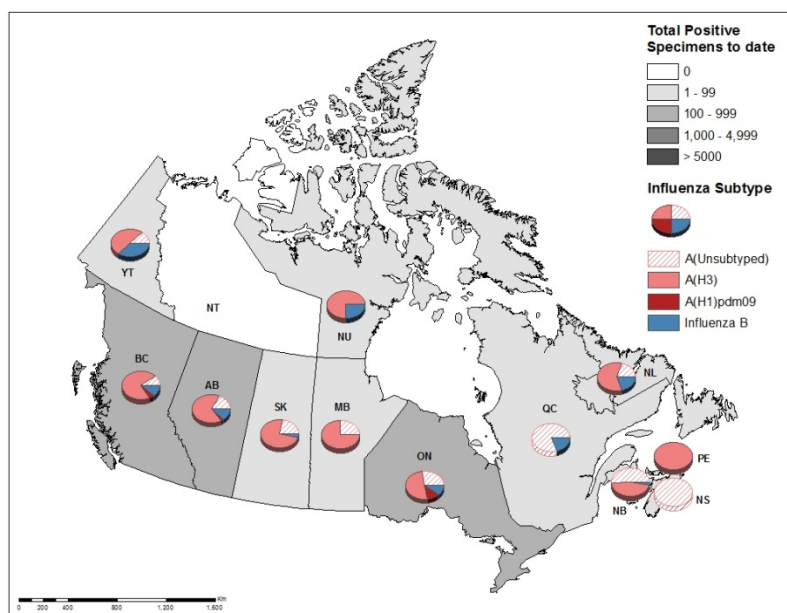 Total Positive
Specimens to date
0
1 - 99
100 - 999
1,000 - 4,999
> 5000
Influenza Subtype
A(Unsubtyped)
A(H3)
A(H1)pdm09
Influenza B
YT
NT
NU
BC
AB
SK
MB
ON
QC
NL
PE
NB
NS
0 200 400 800 1,200 1,600
Km